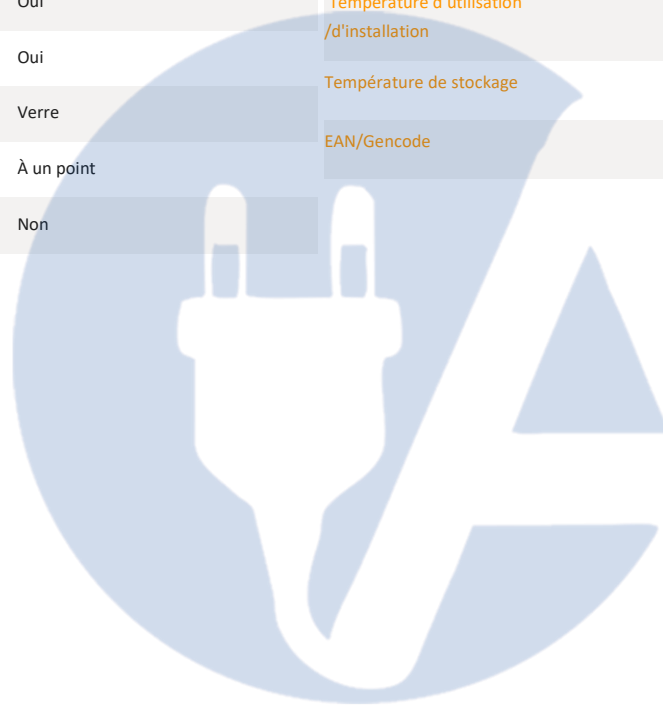 Oui
Température d'utilisation
/d'installation
Oui
Température de stockage
Verre
EAN/Gencode
À un point
Non